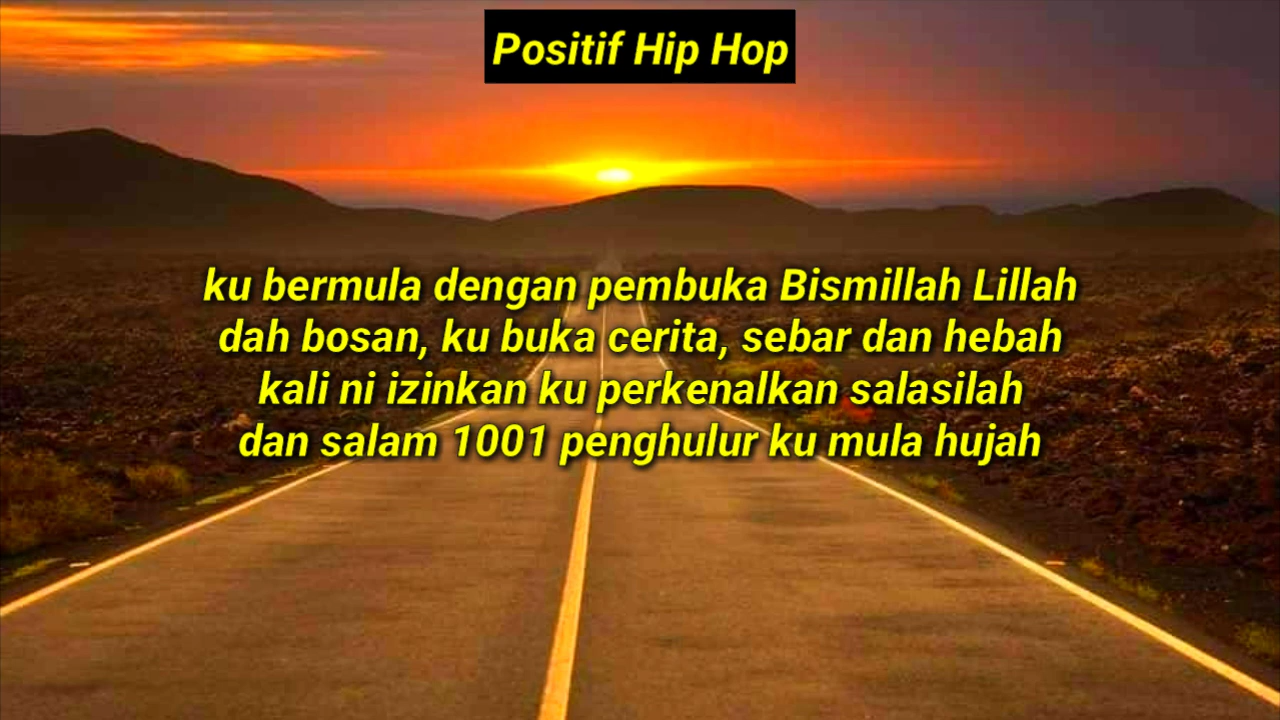 Positif Hip Hop
ku bermula dengan pembuka Bismillah Lillah
dah bosan, ku buka cerita, sebar dan hebah
kali ni izinkan ku perkenalkan salasilah
dan salam 1001 penghulur ku mula hujah